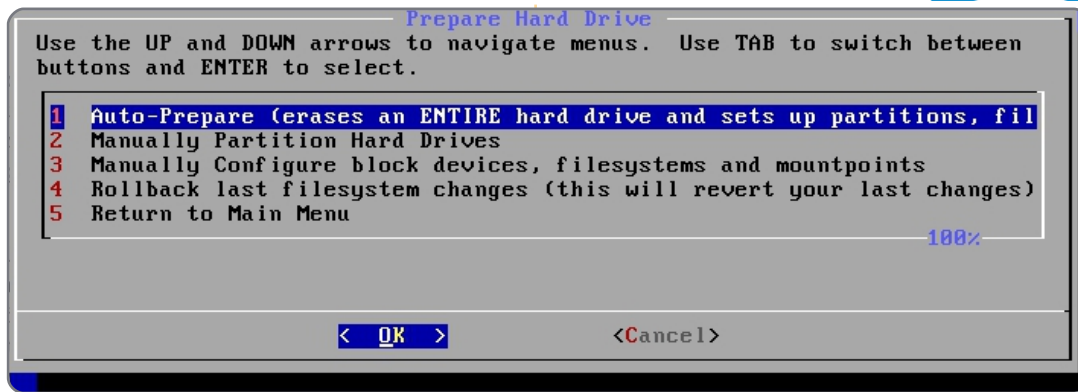 Prepare Hard Drive
Use the UP and DOWN arrows to navigate menus.  Use TAB to switch between
buttons and ENTER to select.
1  Auto-Prepare (erases an ENTIRE hard drive and sets up partitions, fil
2  Manually Partition Hard Drives
3  Manually Configure block devices, filesystems and mountpoints
4  Rollback last filesystem changes (this will revert your last changes)
5  Return to Main Menu
100%
<  OK  >  <Cancel>